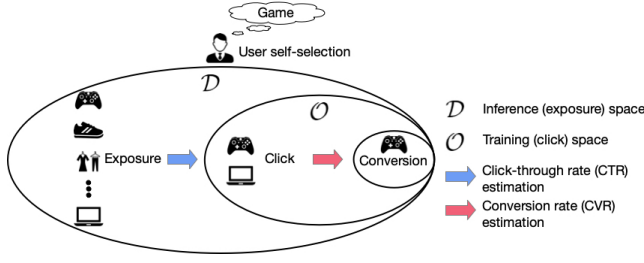 Game
User self-selection
𝒟
𝒪
Exposure
Click
Conversion
𝒟 Inference (exposure) space
𝒪 Training (click) space
Click-through rate (CTR)
estimation
Conversion rate (CVR)
estimation